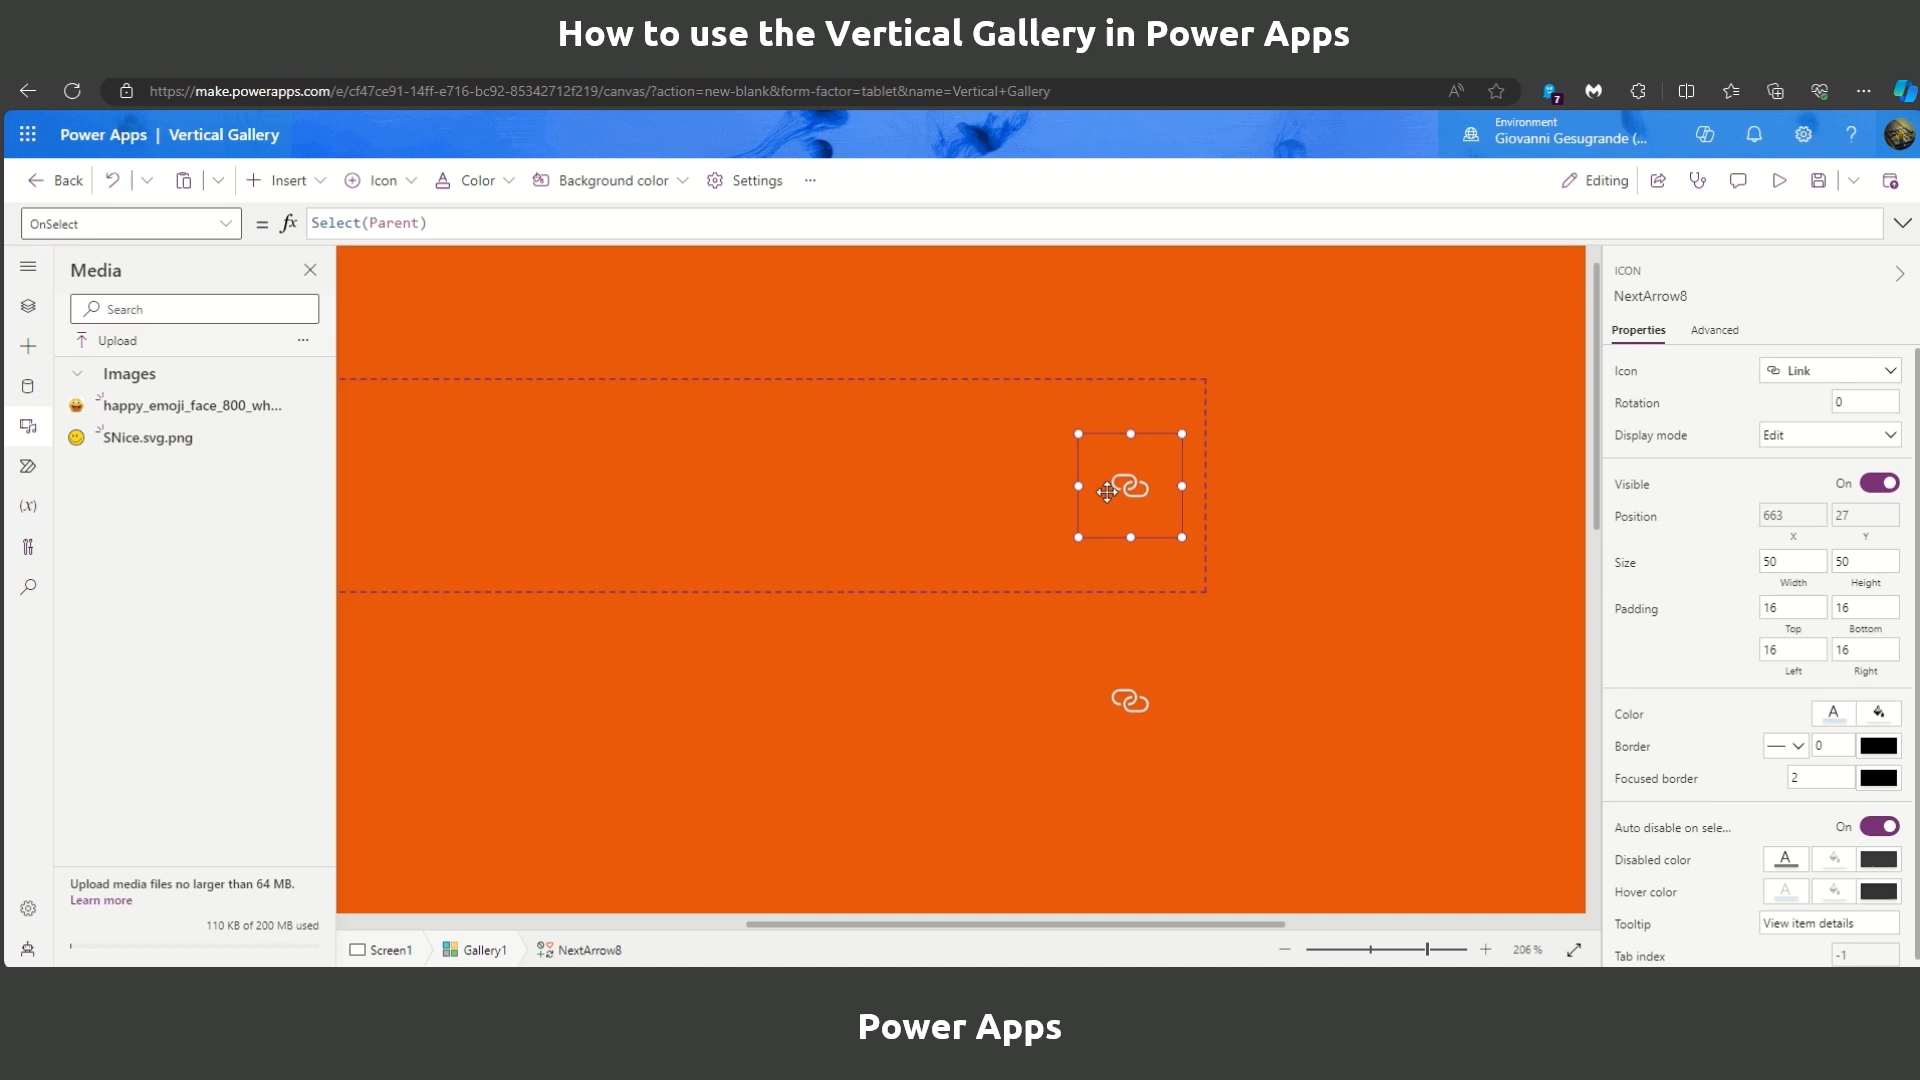 How to use the Vertical Gallery in Power Apps
https://make.powerapps.com/e/cf47ce91-14ff-e716-bc92-85342712f219/canvas/?action=new-blank&form-factor=tablet&name=Vertical+Gallery
7
Power Apps | Vertical Gallery
Environment
Giovanni Gesugrande (...
Back
Insert
Icon
Color
Background color
Settings
Editing
OnSelect
= fx Select(Parent)
Media
Search
Upload
Images
happy_emoji_face_800_wh...
SNice.svg.png
Upload media files no larger than 64 MB.
Learn more
110 KB of 200 MB used
Screen1
Gallery1
NextArrow8
206 %
ICON
NextArrow8
Properties
Advanced
Icon
Link
Rotation
0
Display mode
Edit
Visible
On
Position
663
27
X
Y
Size
50
50
Width
Height
Padding
16
16
Top
Bottom
16
16
Left
Right
Color
Border
0
Focused border
2
Auto disable on sele...
On
Disabled color
Hover color
Tooltip
View item details
Tab index
-1
Power Apps